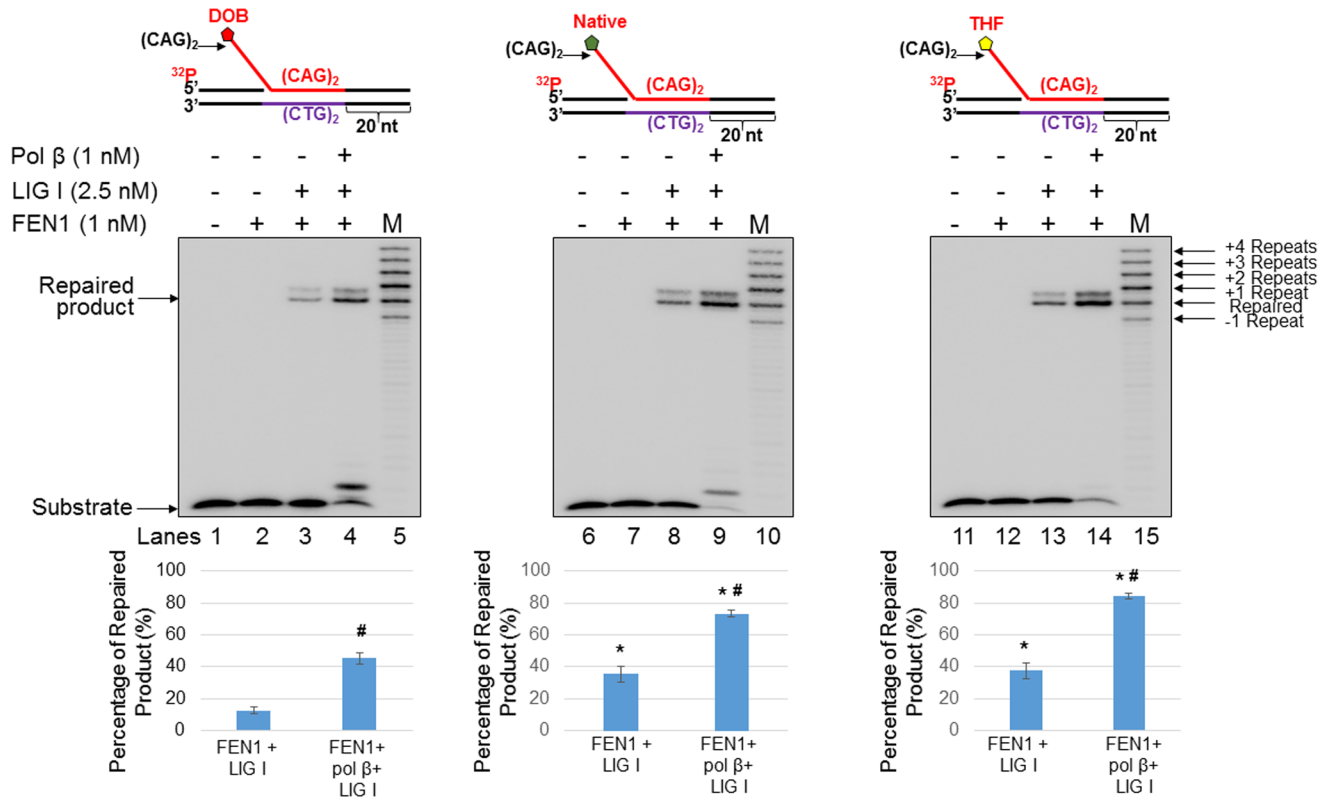 DOB
(CAG)2
32P
5’
3’
(CAG)2
(CTG)2
20 nt
Native
(CAG)2
32P
5’
3’
(CAG)2
(CTG)2
20 nt
THF
(CAG)2
32P
5’
3’
(CAG)2
(CTG)2
20 nt
Pol β (1 nM) - - - + - - - + - - - +
LIG I (2.5 nM) - - + + - - + + - - + +
FEN1 (1 nM) - + + + M - + + + M - + + + M
Repaired
product
Substrate
+4 Repeats
+3 Repeats
+2 Repeats
+1 Repeat
Repaired
-1 Repeat
Lanes 1 2 3 4 5 6 7 8 9 10 11 12 13 14 15
Percentage of Repaired
Product (%)
100
80
60
40
20
0
#
FEN1 +
LIG I
FEN1+
pol β+
LIG I
Percentage of Repaired
Product (%)
100
80
60
40
20
0
*
* #
FEN1 +
LIG I
FEN1+
pol β+
LIG I
Percentage of Repaired
Product (%)
100
80
60
40
20
0
*
* #
FEN1 +
LIG I
FEN1+
pol β+
LIG I